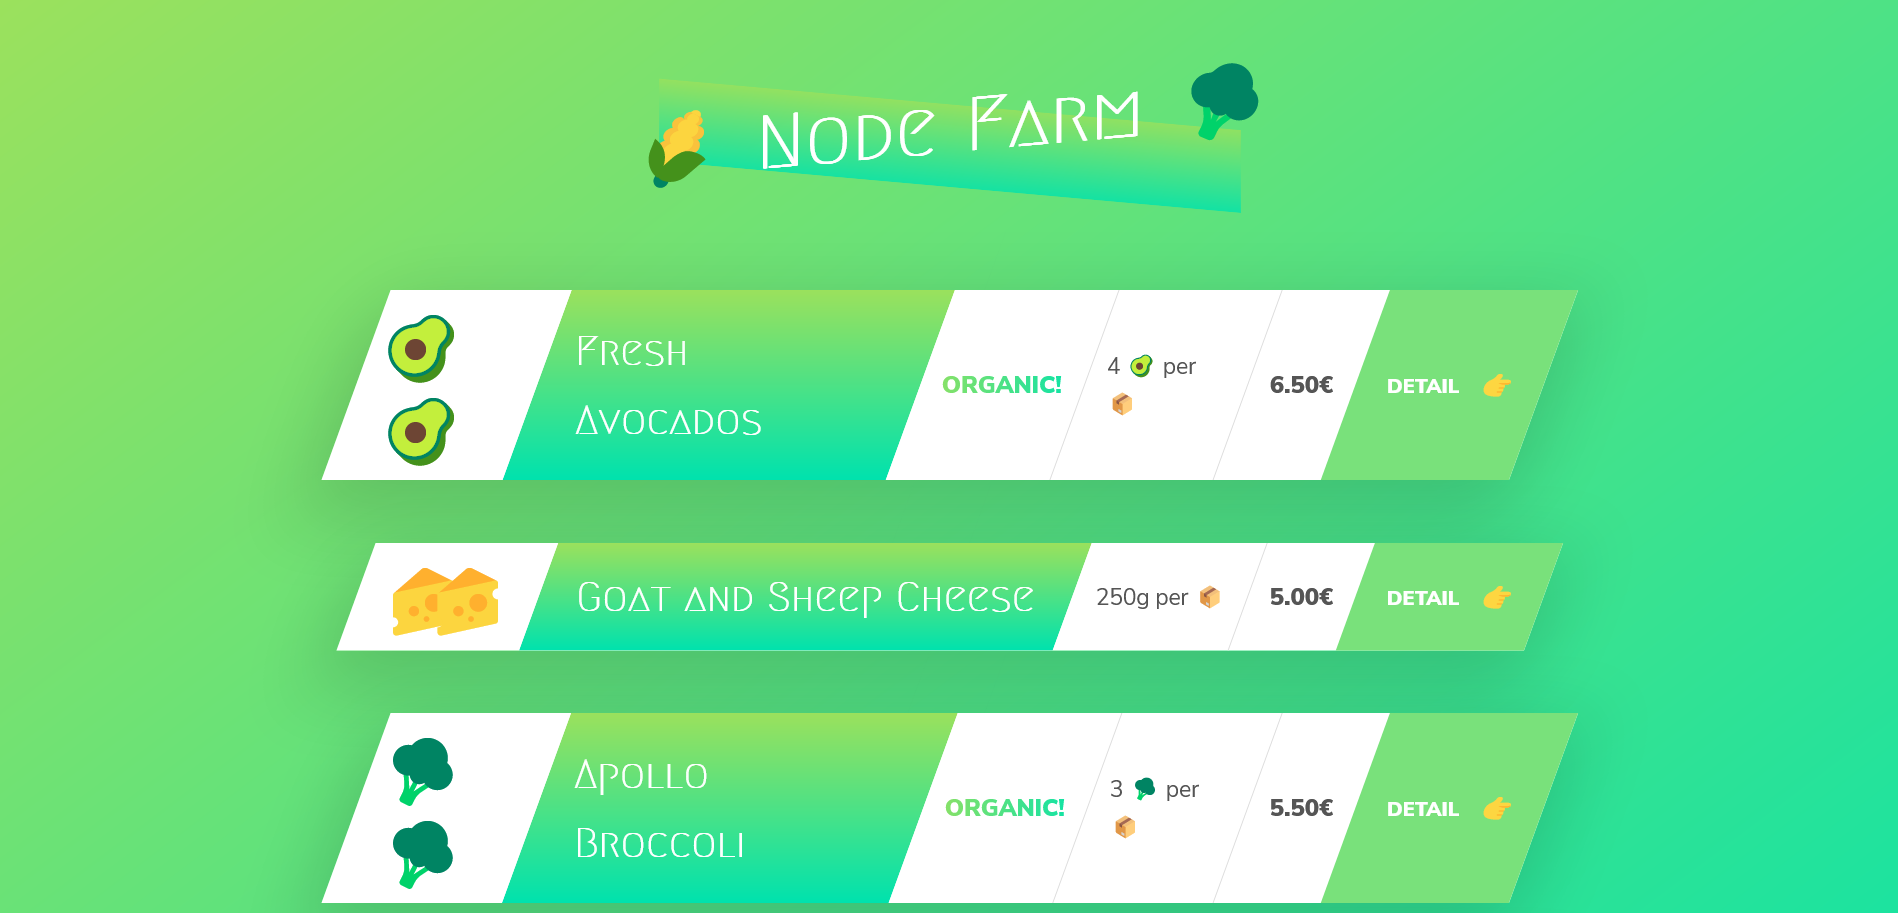 Node Farm
Fresh
Avocados
ORGANIC!
4 🥑 per
📦
6.50€
DETAIL 👉
Goat and Sheep Cheese
250g per 📦
5.00€
DETAIL 👉
Apollo
Broccoli
ORGANIC!
3 🥦 per
📦
5.50€
DETAIL 👉